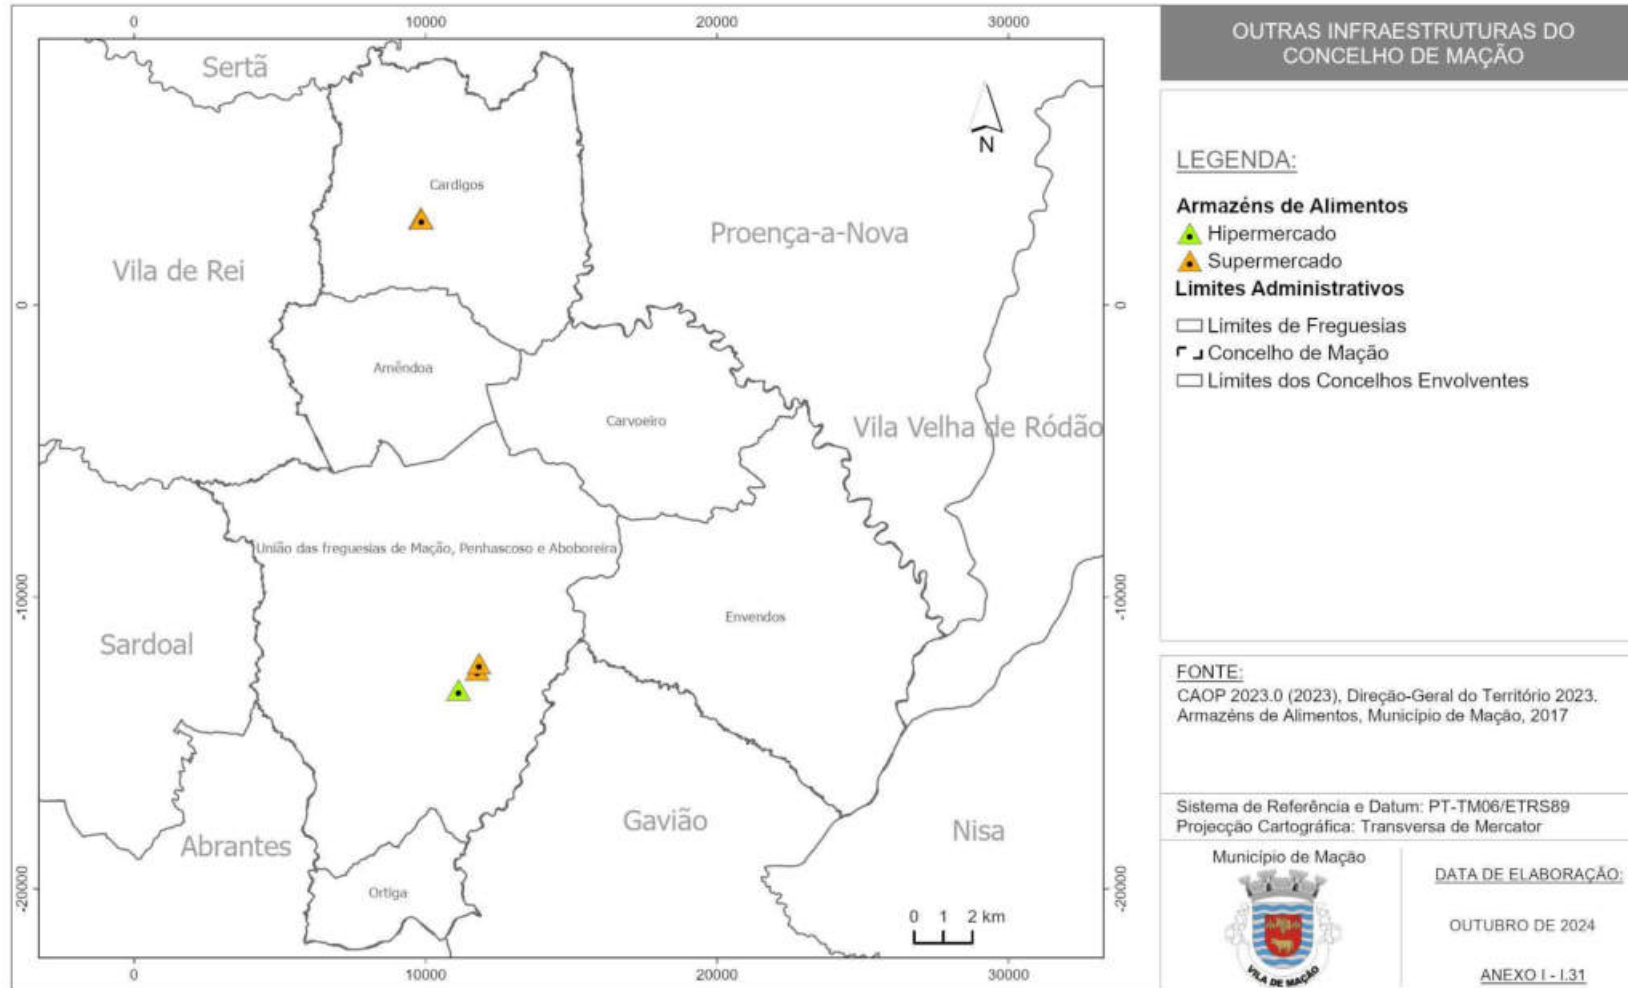 0
10000
20000
30000
OUTRAS INFRAESTRUTURAS DO
CONCELHO DE MAÇÃO
Sertã
N
LEGENDA:
Cardigos
Armazéns de Alimentos
Hipermercado
Proença-a-Nova
Supermercado
Vila de Rei
Limites Administrativos
0
0
Limites de Freguesias
Concelho de Mação
Amêndoa
Limites dos Concelhos Envolventes
Carvoeiro
Vila Velha de Ródão
União das freguesias de Mação, Penhascoso e Aboboreira
-10000
-10000
Envendos
Sardoal
FONTE:
CAOP 2023.0 (2023), Direção-Geral do Território 2023.
Armazéns de Alimentos, Município de Mação, 2017
Sistema de Referência e Datum: PT-TM06/ETRS89
Projecção Cartográfica: Transversa de Mercator
Gavião
Nisa
Abrantes
Município de Mação
DATA DE ELABORAÇÃO:
-20000
-20000
Ortiga
0 1 2 km
OUTUBRO DE 2024
VILA DE MAÇÃO
ANEXO I - I.31
0
10000
20000
30000